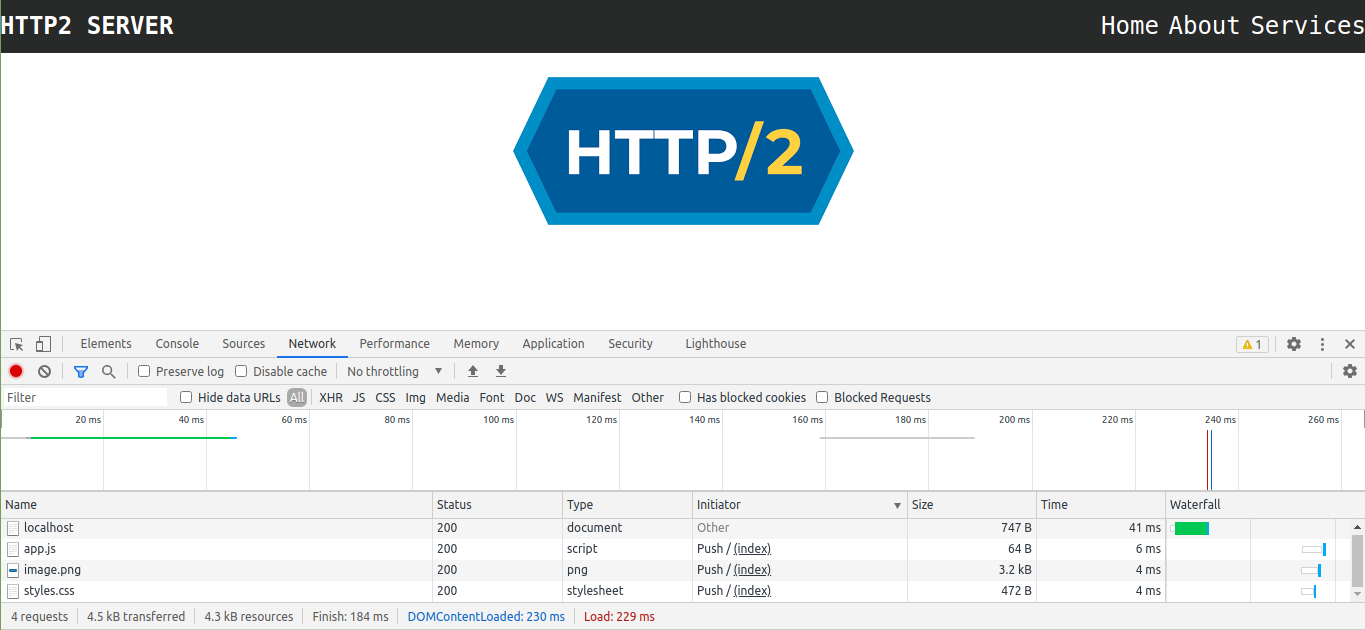 HTTP2 SERVER Home About Services
HTTP/2
Elements Console Sources Network Performance Memory Application Security Lighthouse 1
Preserve log Disable cache No throttling
Filter Hide data URLs All XHR JS CSS Img Media Font Doc WS Manifest Other Has blocked cookies Blocked Requests
20 ms 40 ms 60 ms 80 ms 100 ms 120 ms 140 ms 160 ms 180 ms 200 ms 220 ms 240 ms 260 ms
Name Status Type Initiator Size Time Waterfall
localhost 200 document Other 747 B 41 ms
app.js 200 script Push / (index) 64 B 6 ms
image.png 200 png Push / (index) 3.2 kB 4 ms
styles.css 200 stylesheet Push / (index) 472 B 4 ms
4 requests 4.5 kB transferred 4.3 kB resources Finish: 184 ms DOMContentLoaded: 230 ms Load: 229 ms